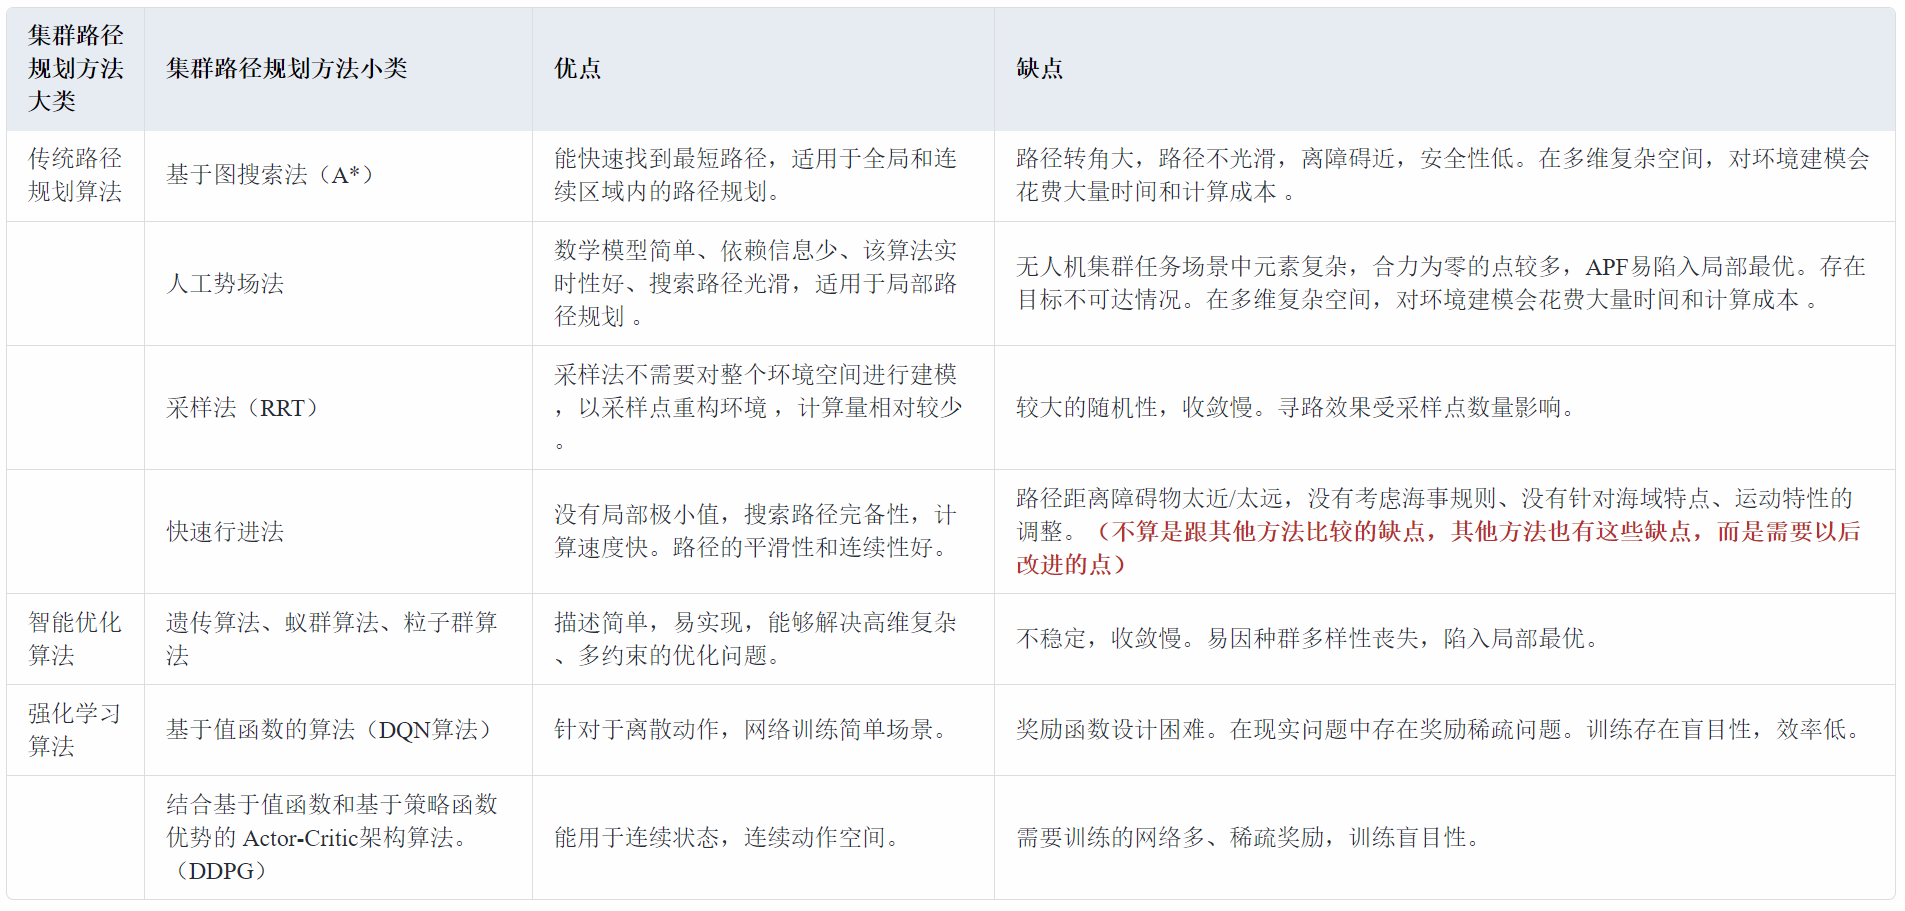 集群路径
规划方法
大类
集群路径规划方法小类
优点
缺点
传统路径
规划算法
基于图搜索法（A*）
能快速找到最短路径，适用于全局和连
续区域内的路径规划。
路径转角大，路径不光滑，离障碍近，安全性低。在多维复杂空间，对环境建模会
花费大量时间和计算成本 。
人工势场法
数学模型简单、依赖信息少、该算法实
时性好、搜索路径光滑，适用于局部路
径规划 。
无人机集群任务场景中元素复杂，合力为零的点较多，APF易陷入局部最优。存在
目标不可达情况。在多维复杂空间，对环境建模会花费大量时间和计算成本 。
采样法（RRT）
采样法不需要对整个环境空间进行建模
，以采样点重构环境 ，计算量相对较少
。
较大的随机性，收敛慢。寻路效果受采样点数量影响。
快速行进法
没有局部极小值，搜索路径完备性，计
算速度快。路径的平滑性和连续性好。
路径距离障碍物太近/太远，没有考虑海事规则、没有针对海域特点、运动特性的
调整。（不算是跟其他方法比较的缺点，其他方法也有这些缺点，而是需要以后
改进的点）
智能优化
算法
遗传算法、蚁群算法、粒子群算
法
描述简单，易实现，能够解决高维复杂
、多约束的优化问题。
不稳定，收敛慢。易因种群多样性丧失，陷入局部最优。
强化学习
算法
基于值函数的算法（DQN算法）
针对于离散动作，网络训练简单场景。
奖励函数设计困难。在现实问题中存在奖励稀疏问题。训练存在盲目性，效率低。
结合基于值函数和基于策略函数
优势的 Actor-Critic架构算法。
（DDPG）
能用于连续状态，连续动作空间。
需要训练的网络多、稀疏奖励，训练盲目性。